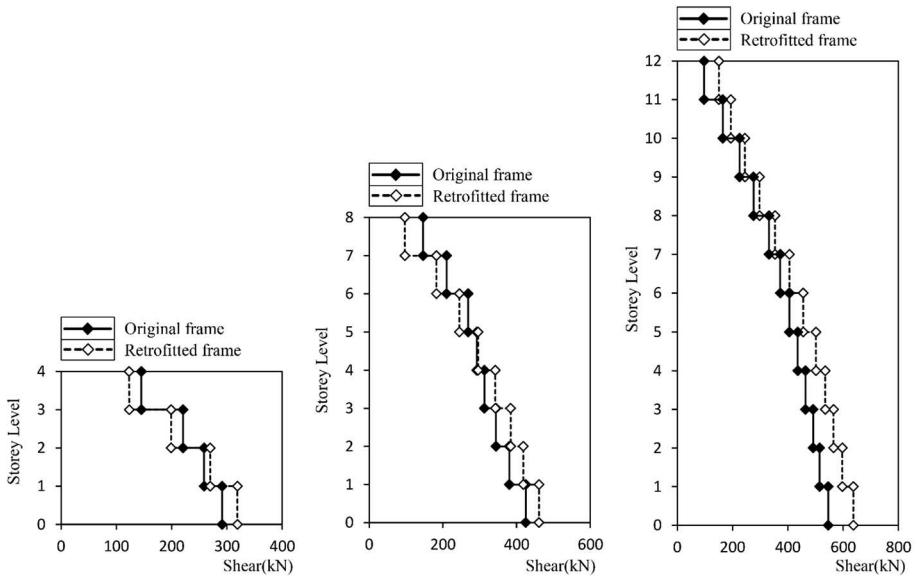 Original frame
Retrofitted frame
4
3
2
1
0
Storey Level
0 100 200 300 400
Shear(kN)
Original frame
Retrofitted frame
8
7
6
5
4
3
2
1
0
Storey Level
0 200 400 600
Shear(kN)
Original frame
Retrofitted frame
12
11
10
9
8
7
6
5
4
3
2
1
0
Storey Level
0 200 400 600 800
Shear(kN)